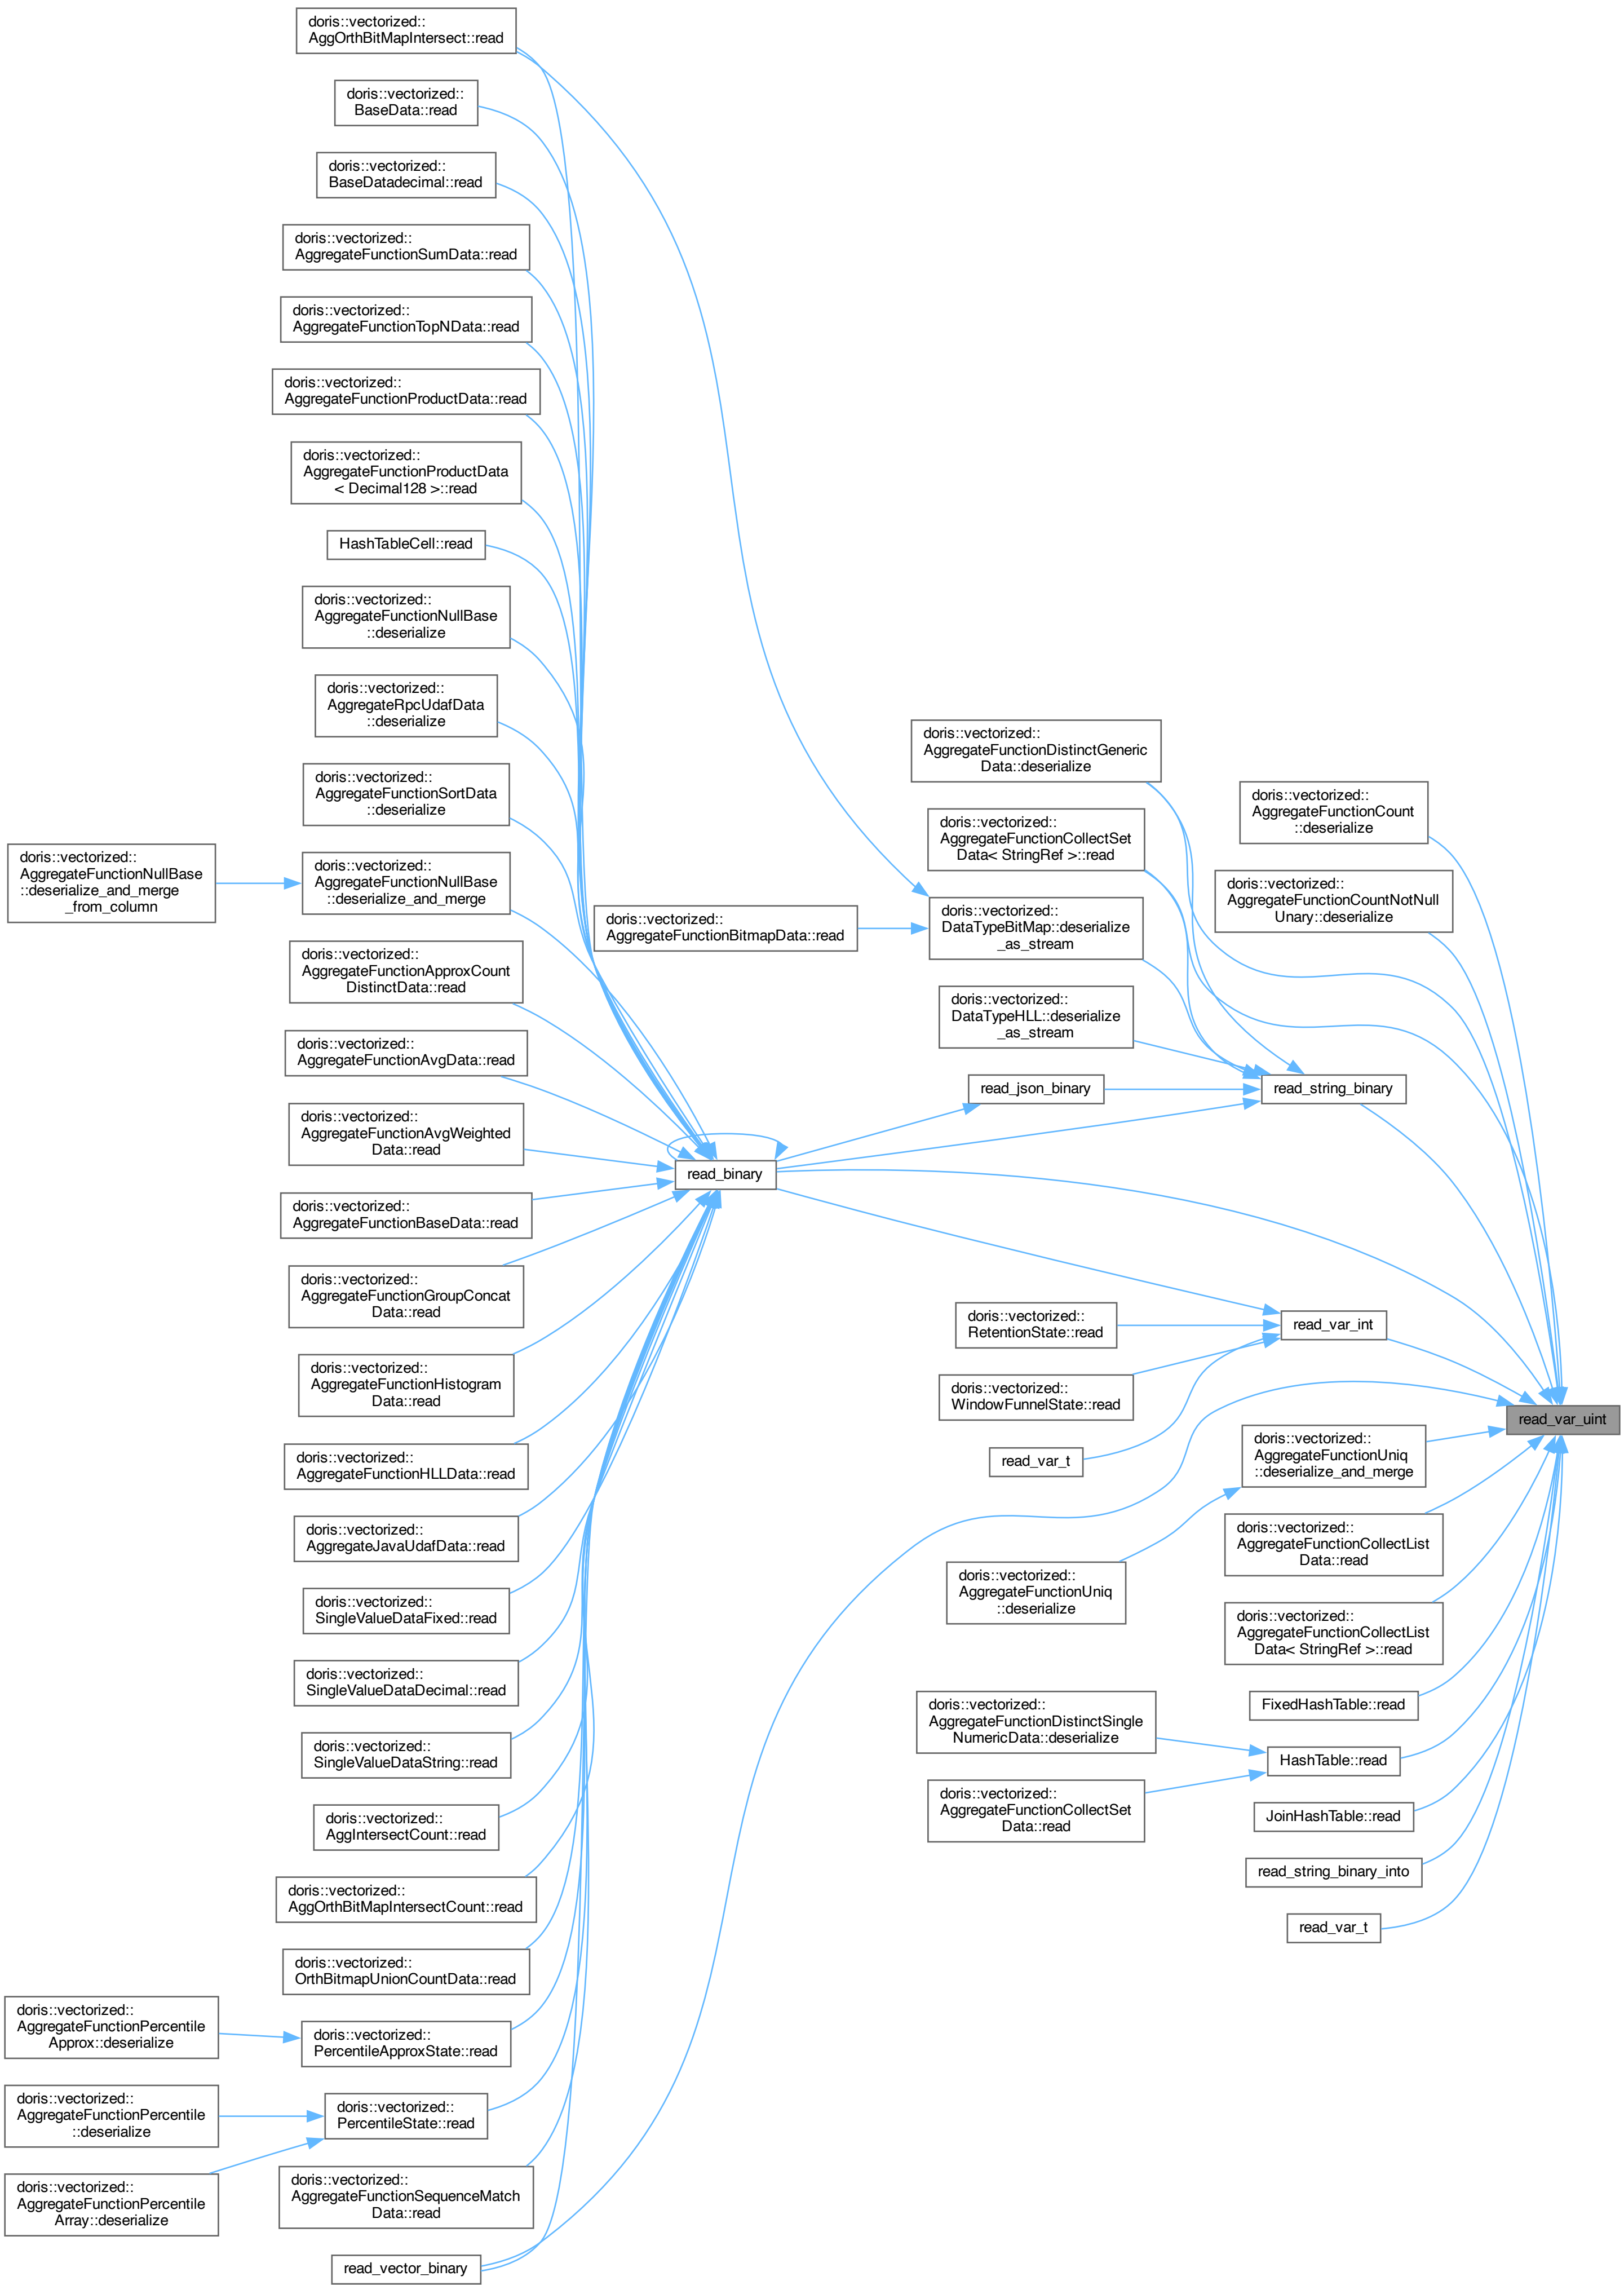 doris::vectorized::
AggOrthBitMapIntersect::read
doris::vectorized::
BaseData::read
doris::vectorized::
BaseDatadecimal::read
doris::vectorized::
AggregateFunctionSumData::read
doris::vectorized::
AggregateFunctionTopNData::read
doris::vectorized::
AggregateFunctionProductData::read
doris::vectorized::
AggregateFunctionProductData
< Decimal128 >::read
HashTableCell::read
doris::vectorized::
AggregateFunctionNullBase
::deserialize
doris::vectorized::
AggregateRpcUdafData
::deserialize
doris::vectorized::
AggregateFunctionSortData
::deserialize
doris::vectorized::
AggregateFunctionNullBase
::deserialize_and_merge
_from_column
doris::vectorized::
AggregateFunctionNullBase
::deserialize_and_merge
doris::vectorized::
AggregateFunctionApproxCount
DistinctData::read
doris::vectorized::
AggregateFunctionAvgData::read
doris::vectorized::
AggregateFunctionAvgWeighted
Data::read
doris::vectorized::
AggregateFunctionBaseData::read
doris::vectorized::
AggregateFunctionGroupConcat
Data::read
doris::vectorized::
AggregateFunctionHistogram
Data::read
doris::vectorized::
AggregateFunctionHLLData::read
doris::vectorized::
AggregateJavaUdafData::read
doris::vectorized::
SingleValueDataFixed::read
doris::vectorized::
SingleValueDataDecimal::read
doris::vectorized::
SingleValueDataString::read
doris::vectorized::
AggIntersectCount::read
doris::vectorized::
AggOrthBitMapIntersectCount::read
doris::vectorized::
OrthBitmapUnionCountData::read
doris::vectorized::
AggregateFunctionPercentile
Approx::deserialize
doris::vectorized::
PercentileApproxState::read
doris::vectorized::
AggregateFunctionPercentile
::deserialize
doris::vectorized::
PercentileState::read
doris::vectorized::
AggregateFunctionPercentile
Array::deserialize
doris::vectorized::
AggregateFunctionSequenceMatch
Data::read
read_vector_binary
read_binary
doris::vectorized::
AggregateFunctionBitmapData::read
doris::vectorized::
AggregateFunctionDistinctGeneric
Data::deserialize
doris::vectorized::
AggregateFunctionCollectSet
Data< StringRef >::read
doris::vectorized::
DataTypeBitMap::deserialize
_as_stream
doris::vectorized::
DataTypeHLL::deserialize
_as_stream
read_json_binary
read_string_binary
doris::vectorized::
RetentionState::read
read_var_int
doris::vectorized::
WindowFunnelState::read
read_var_t
doris::vectorized::
AggregateFunctionUniq
::deserialize
doris::vectorized::
AggregateFunctionDistinctSingle
NumericData::deserialize
doris::vectorized::
AggregateFunctionCollectSet
Data::read
doris::vectorized::
AggregateFunctionCount
::deserialize
doris::vectorized::
AggregateFunctionCountNotNull
Unary::deserialize
read_var_uint
doris::vectorized::
AggregateFunctionUniq
::deserialize_and_merge
doris::vectorized::
AggregateFunctionCollectList
Data::read
doris::vectorized::
AggregateFunctionCollectList
Data< StringRef >::read
FixedHashTable::read
HashTable::read
JoinHashTable::read
read_string_binary_into
read_var_t